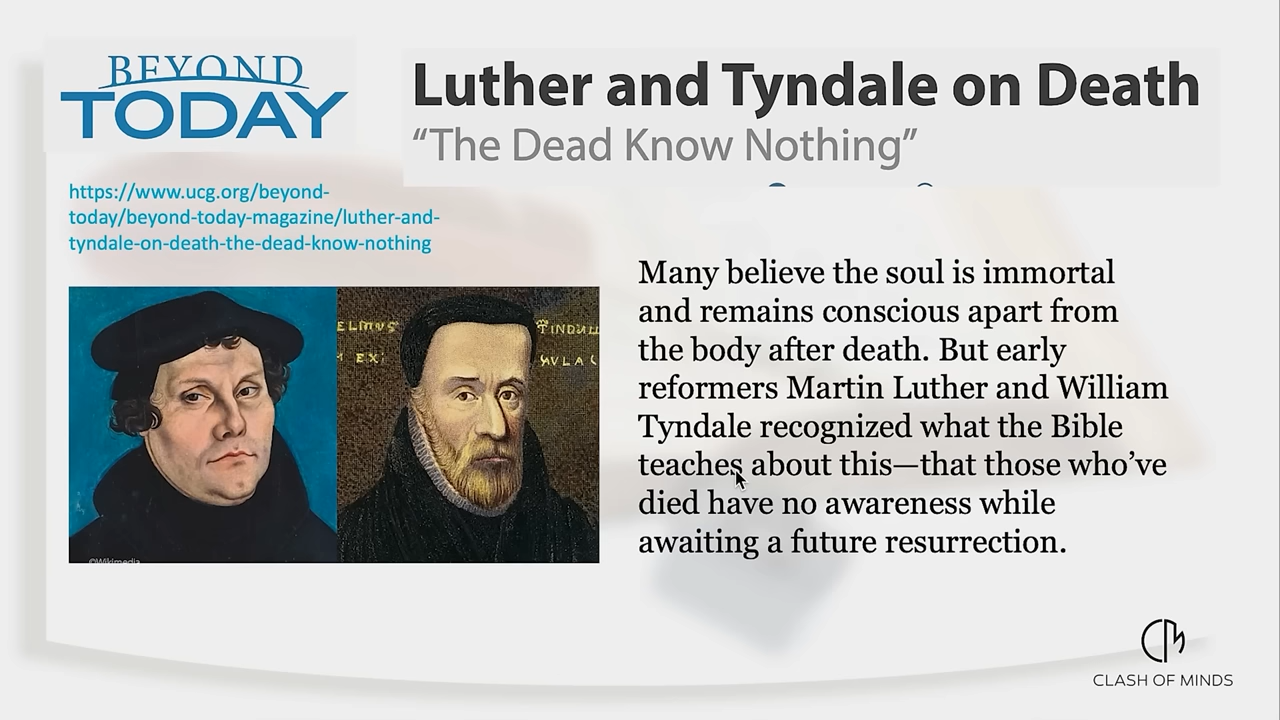 BEYOND
TODAY
Luther and Tyndale on Death
“The Dead Know Nothing”
https://www.ucg.org/beyond-
today/beyond-today-magazine/luther-and-
tyndale-on-death-the-dead-know-nothing
ELMVS
Many believe the soul is immortal
and remains conscious apart from
the body after death. But early
reformers Martin Luther and William
Tyndale recognized what the Bible
teaches about this—that those who’ve
died have no awareness while
awaiting a future resurrection.
©Wikimedia
CLASH OF MINDS